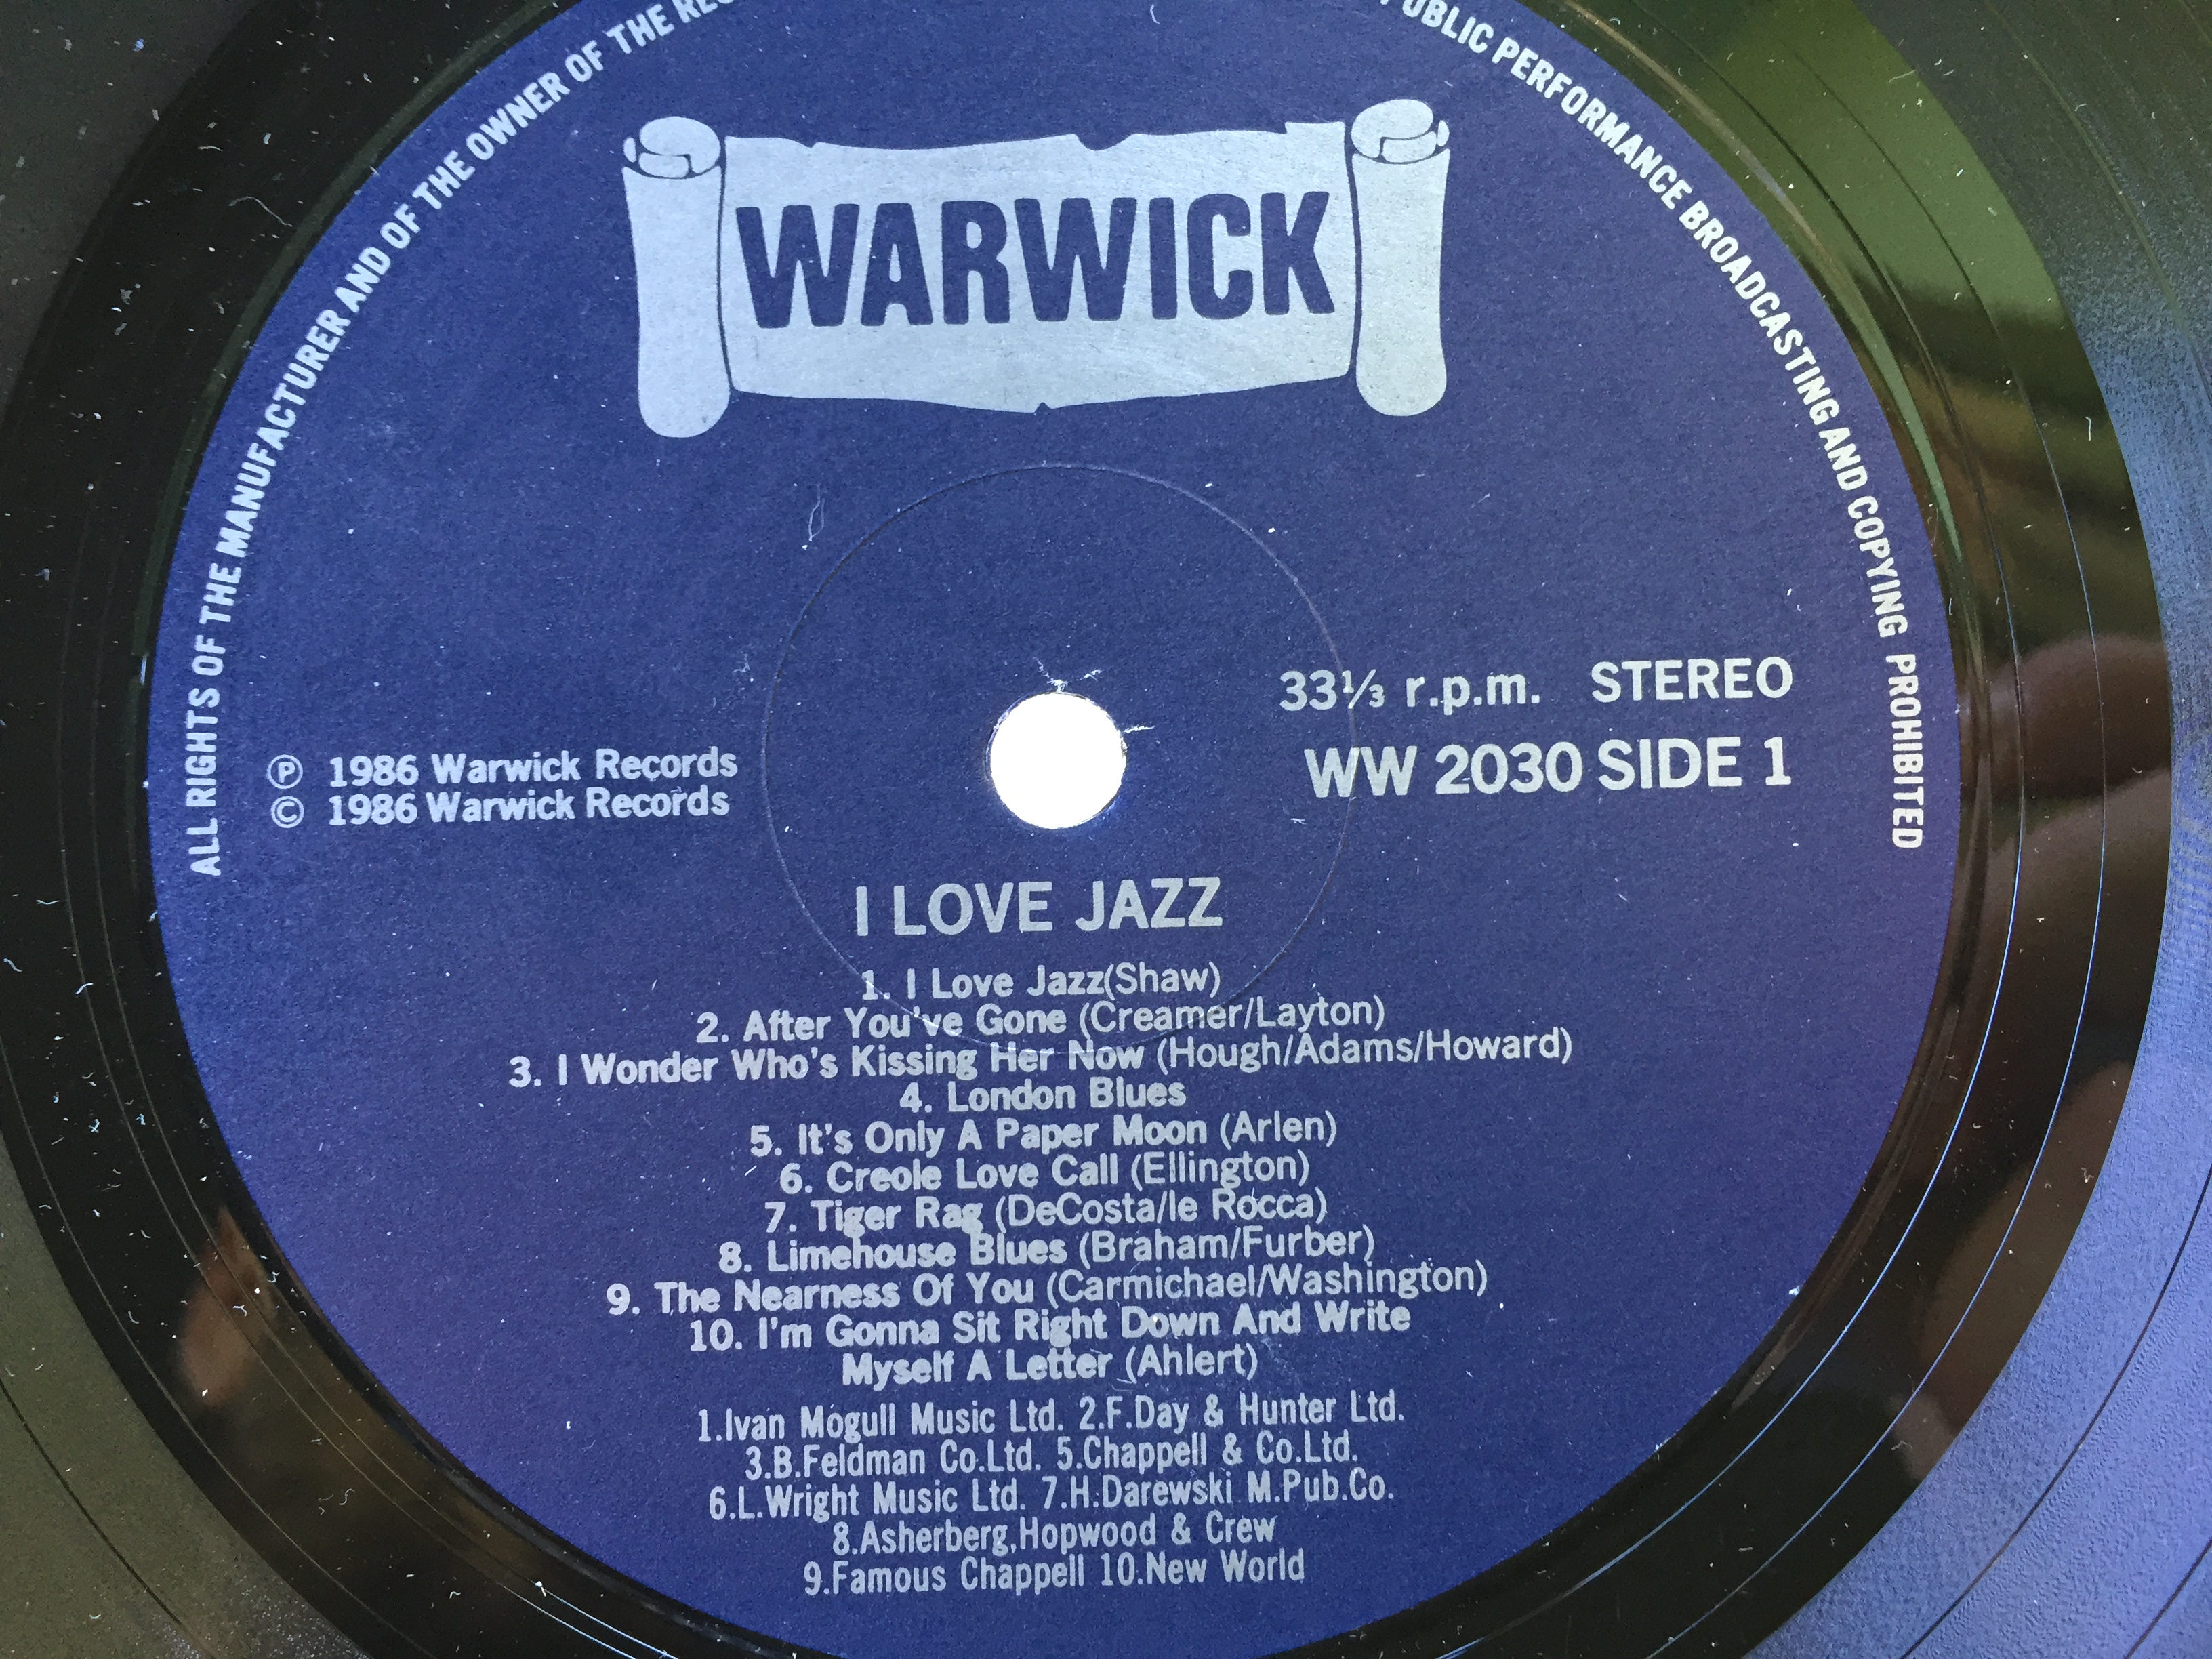 ALL RIGHTS OF THE MANUFACTURER AND OF THE OWNER OF THE
PUBLIC PERFORMANCE BROADCASTING AND COPYING PROHIBITED
WARWICK
33⅓ r.p.m. STEREO
WW 2030 SIDE 1
℗ 1986 Warwick Records
© 1986 Warwick Records
I LOVE JAZZ
1. I Love Jazz(Shaw)
2. After You've Gone (Creamer/Layton)
3. I Wonder Who's Kissing Her Now (Hough/Adams/Howard)
4. London Blues
5. It's Only A Paper Moon (Arlen)
6. Creole Love Call (Ellington)
7. Tiger Rag (DeCosta/le Rocca)
8. Limehouse Blues (Braham/Furber)
9. The Nearness Of You (Carmichael/Washington)
10. I'm Gonna Sit Right Down And Write
Myself A Letter (Ahlert)
1.Ivan Mogull Music Ltd. 2.F.Day & Hunter Ltd.
3.B.Feldman Co.Ltd. 5.Chappell & Co.Ltd.
6.L.Wright Music Ltd. 7.H.Darewski M.Pub.Co.
8.Asherberg,Hopwood & Crew
9.Famous Chappell 10.New World